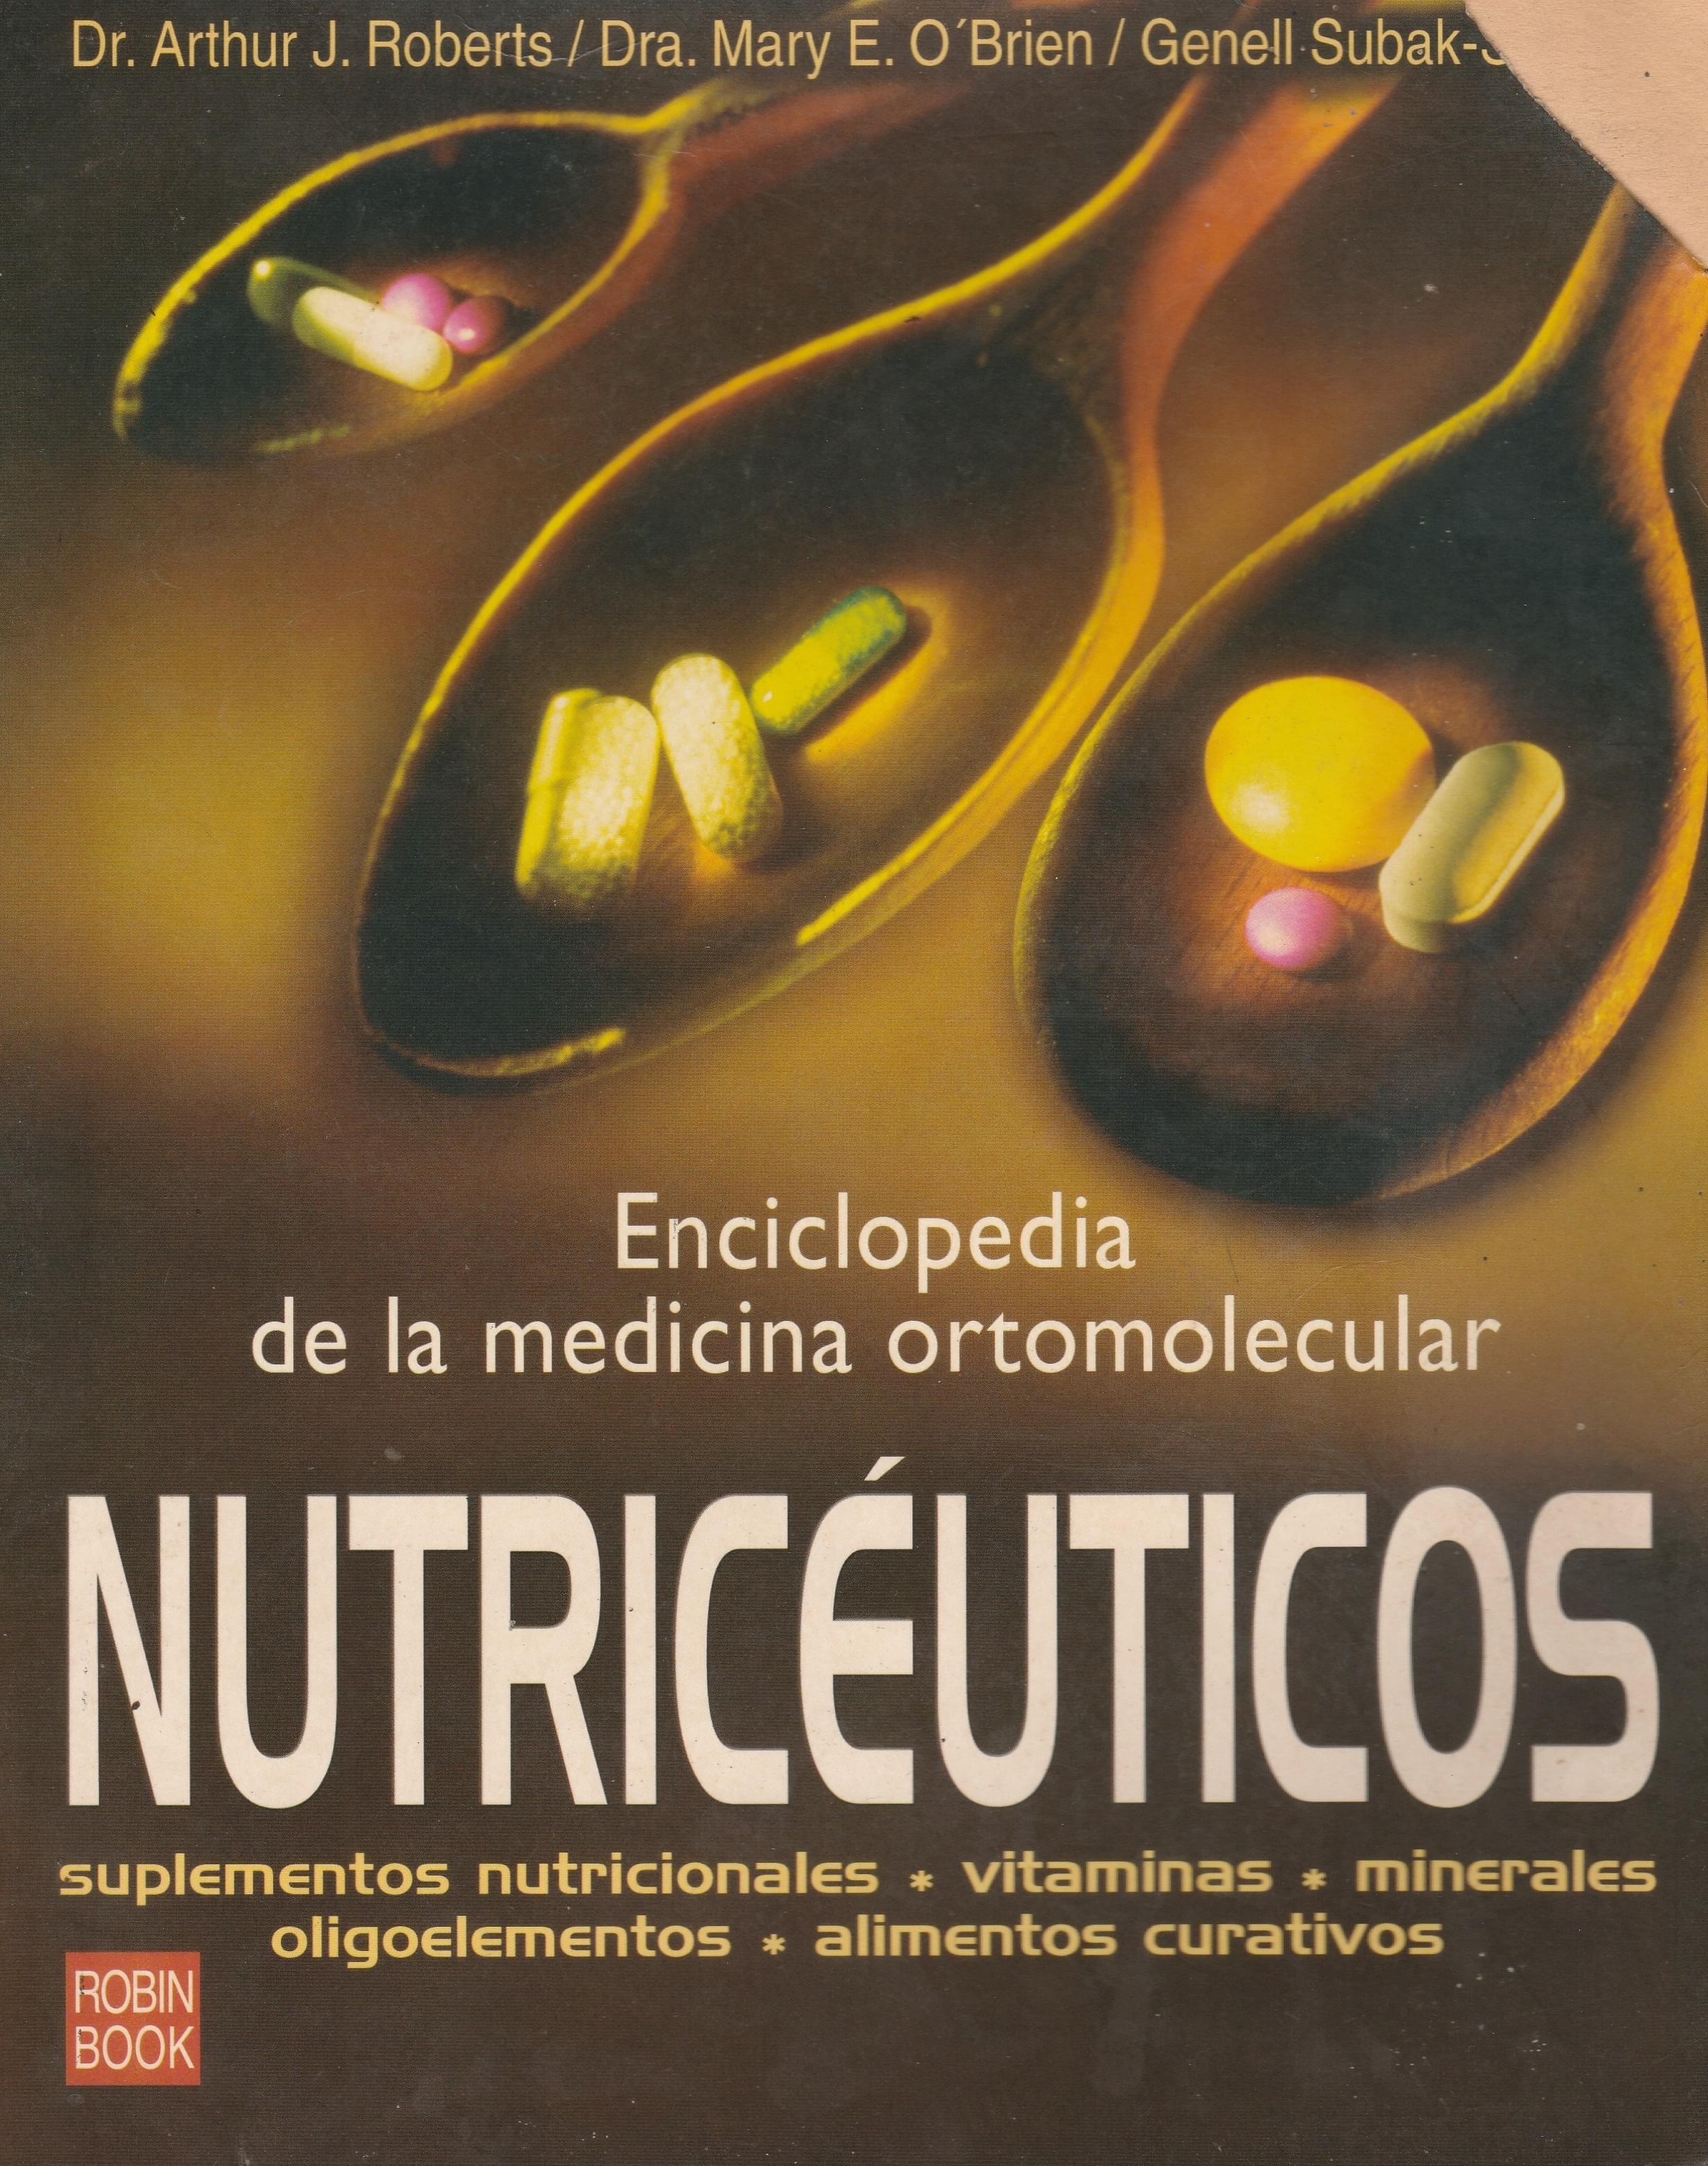 Dr. Arthur J. Roberts / Dra. Mary E. O´Brien / Genell
Enciclopedia
de la medicina ortomolecular
NUTRICÉUTICOS
suplementos nutricionales * vitaminas * minerales
oligoelementos * alimentos curativos
ROBIN
BOOK